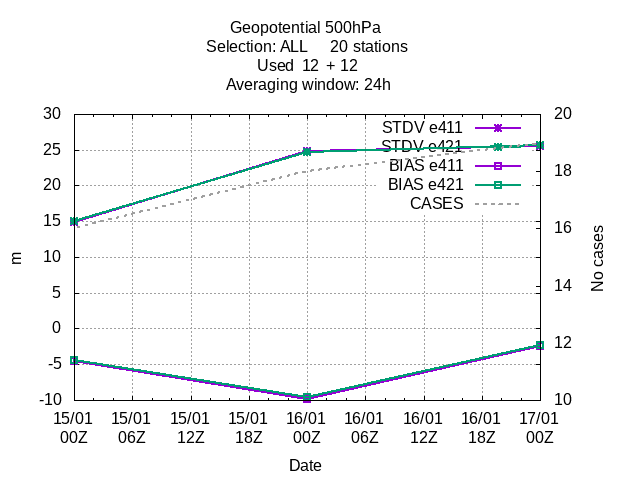 Geopotential 500hPa
Selection: ALL 20 stations
Used 12 + 12
Averaging window: 24h
30
25
20
15
10
5
0
-5
-10
m
STDV e411
STDV e421
BIAS e411
BIAS e421
CASES
20
18
16
14
12
10
No cases
15/01 15/01 15/01 15/01 16/01 16/01 16/01 16/01 17/01
00Z 06Z 12Z 18Z 00Z 06Z 12Z 18Z 00Z
Date